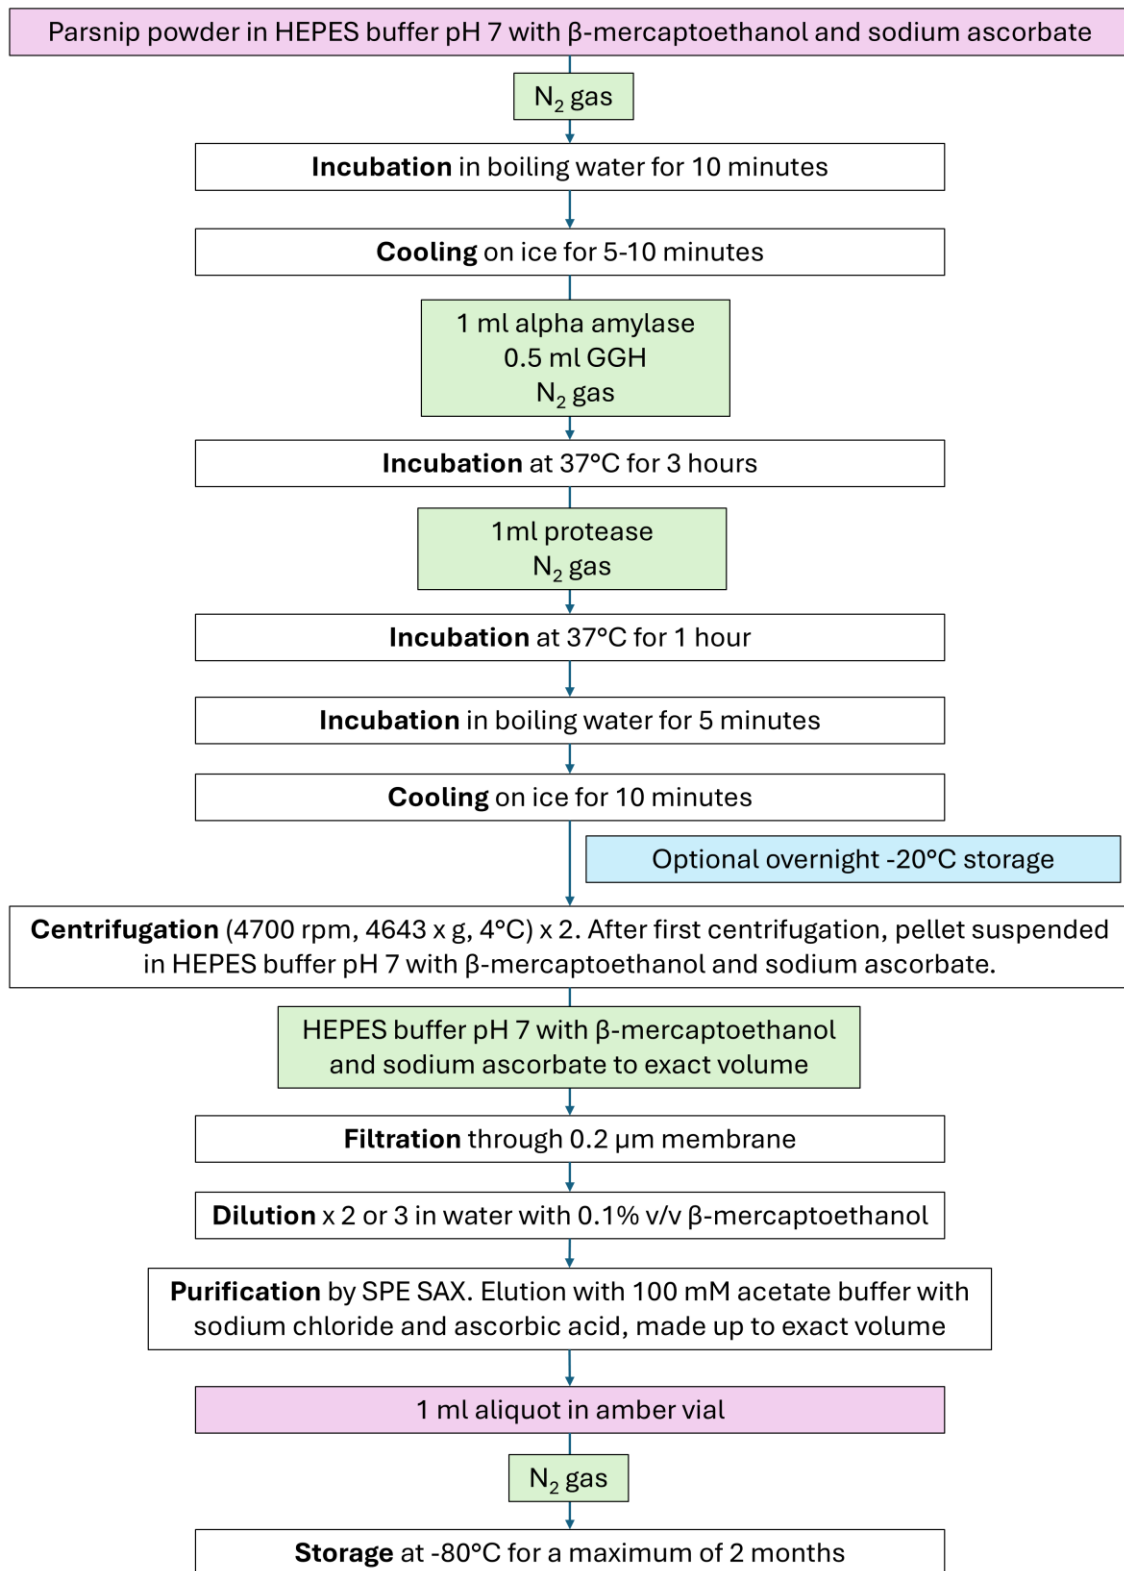 Parsnip powder in HEPES buffer pH 7 with β-mercaptoethanol and sodium ascorbate
N₂ gas
Incubation in boiling water for 10 minutes
Cooling on ice for 5-10 minutes
1 ml alpha amylase
0.5 ml GGH
N₂ gas
Incubation at 37°C for 3 hours
1ml protease
N₂ gas
Incubation at 37°C for 1 hour
Incubation in boiling water for 5 minutes
Cooling on ice for 10 minutes
Optional overnight -20°C storage
Centrifugation (4700 rpm, 4643 x g, 4°C) x 2. After first centrifugation, pellet suspended
in HEPES buffer pH 7 with β-mercaptoethanol and sodium ascorbate.
HEPES buffer pH 7 with β-mercaptoethanol
and sodium ascorbate to exact volume
Filtration through 0.2 µm membrane
Dilution x 2 or 3 in water with 0.1% v/v β-mercaptoethanol
Purification by SPE SAX. Elution with 100 mM acetate buffer with
sodium chloride and ascorbic acid, made up to exact volume
1 ml aliquot in amber vial
N₂ gas
Storage at -80°C for a maximum of 2 months